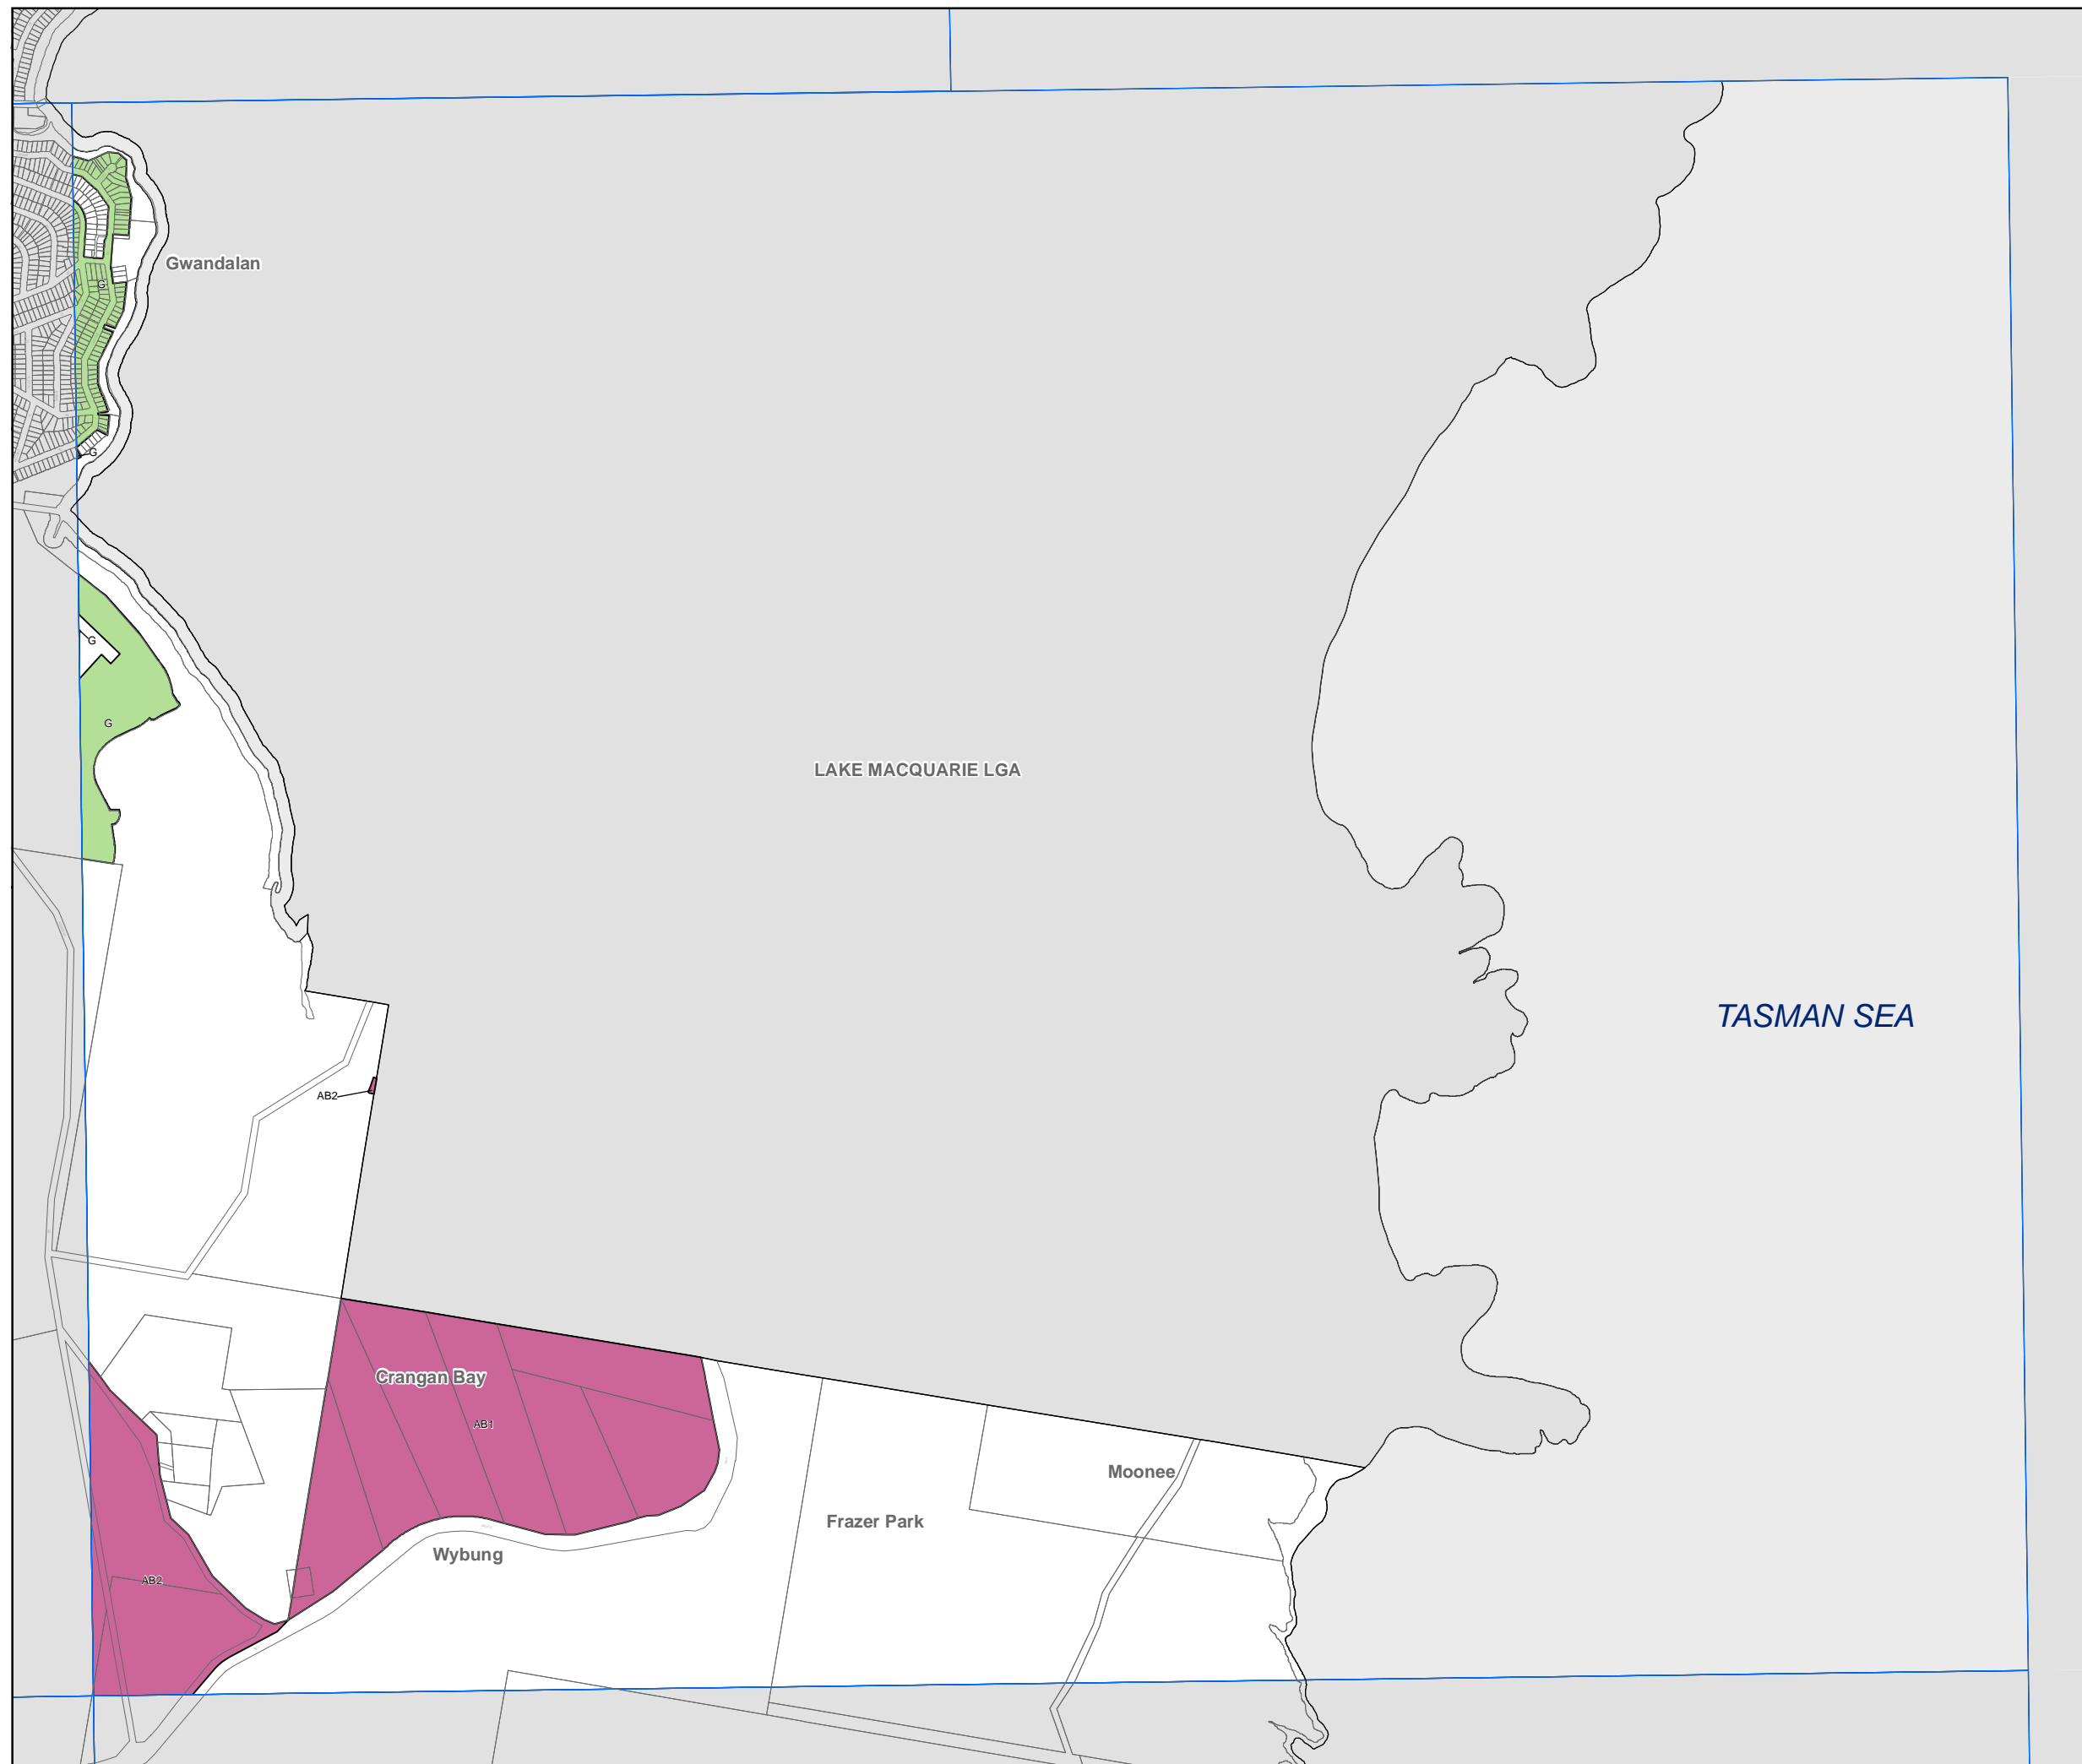 Gwandalan
G
G
G
G
LAKE MACQUARIE LGA
TASMAN SEA
AB2
Crangan Bay
AB1
Moonee
Frazer Park
Wybung
AB2